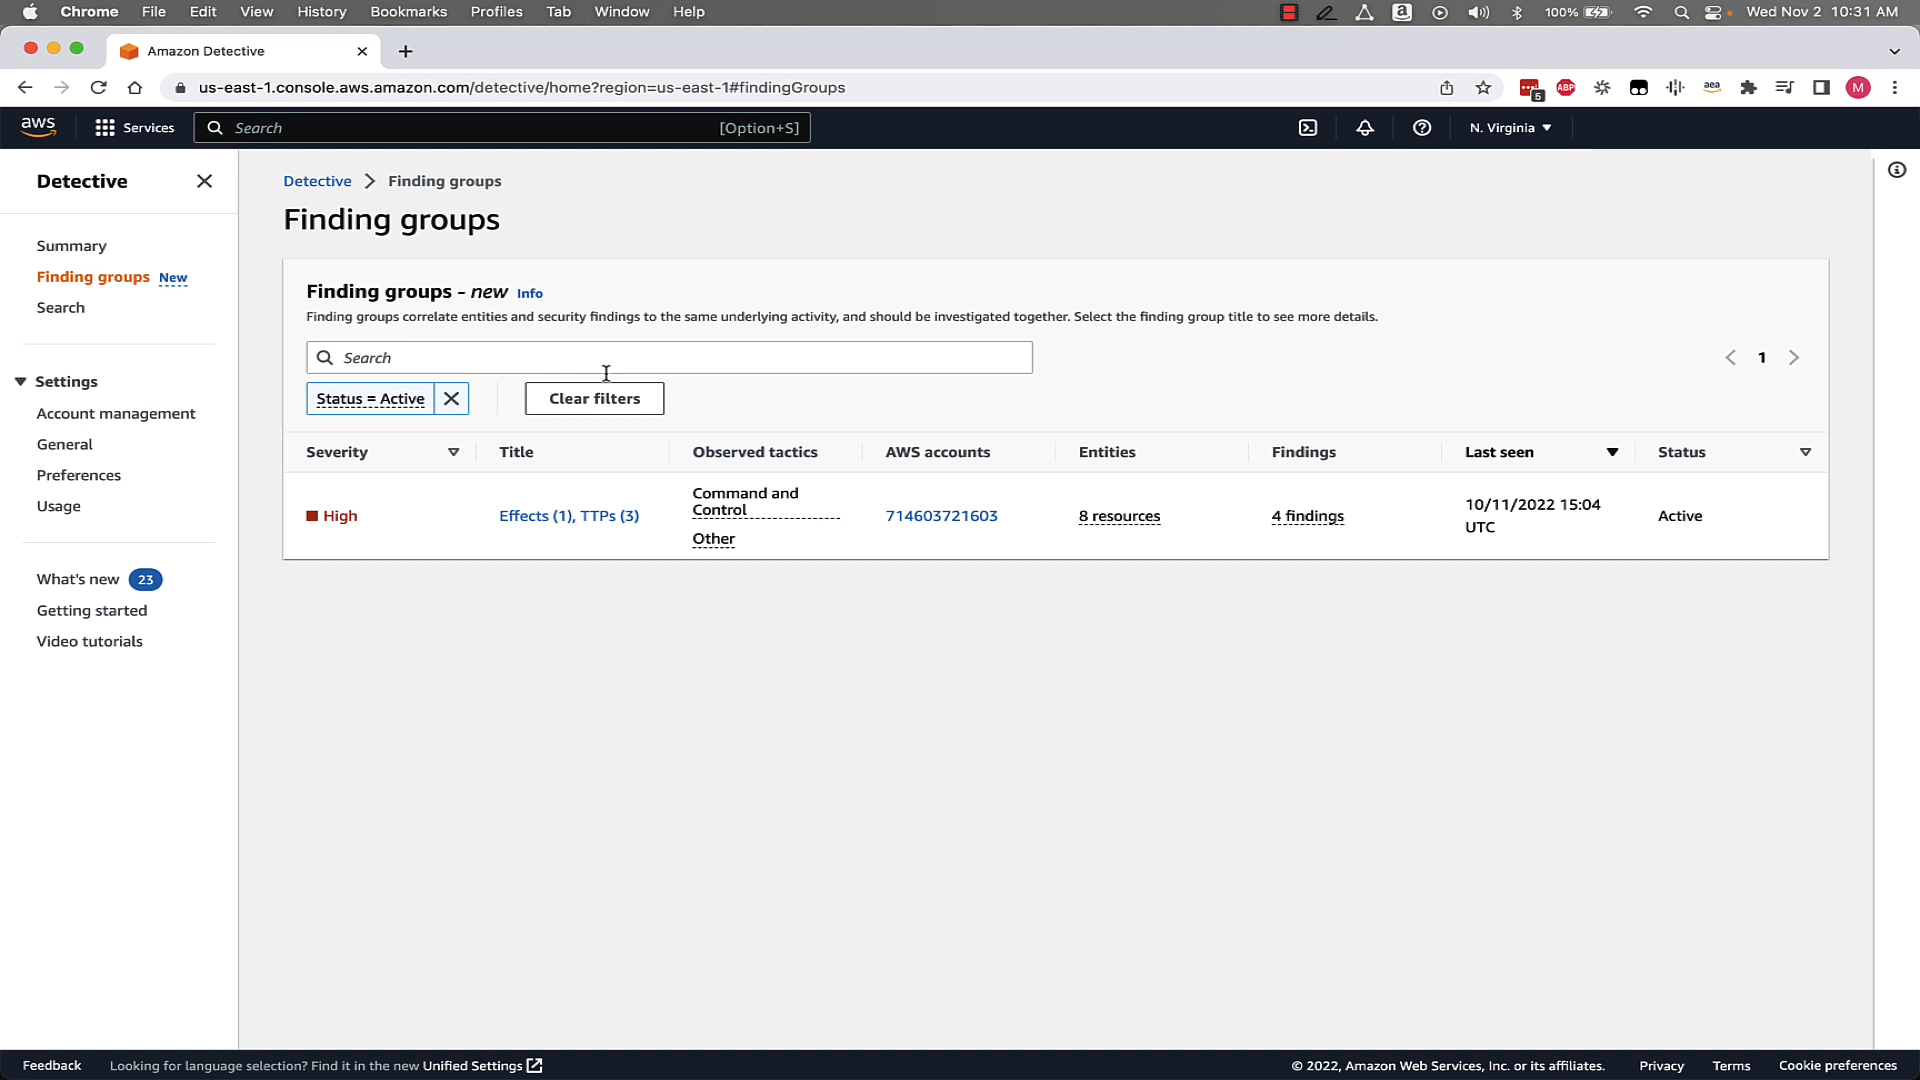 Chrome File Edit View History Bookmarks Profiles Tab Window Help 100% Wed Nov 2 10:31 AM
Amazon Detective
us-east-1.console.aws.amazon.com/detective/home?region=us-east-1#findingGroups 5 ABP aea M
aws Services Search [Option+S] N. Virginia
Detective
Summary
Finding groups New
Search
Settings
Account management
General
Preferences
Usage
What's new 23
Getting started
Video tutorials
Detective > Finding groups
Finding groups
Finding groups - new Info
Finding groups correlate entities and security findings to the same underlying activity, and should be investigated together. Select the finding group title to see more details.
Search
1
Status = Active Clear filters
Severity Title Observed tactics AWS accounts Entities Findings Last seen Status
High Effects (1), TTPs (3) Command and Control Other 714603721603 8 resources 4 findings 10/11/2022 15:04 UTC Active
Feedback Looking for language selection? Find it in the new Unified Settings © 2022, Amazon Web Services, Inc. or its affiliates. Privacy Terms Cookie preferences